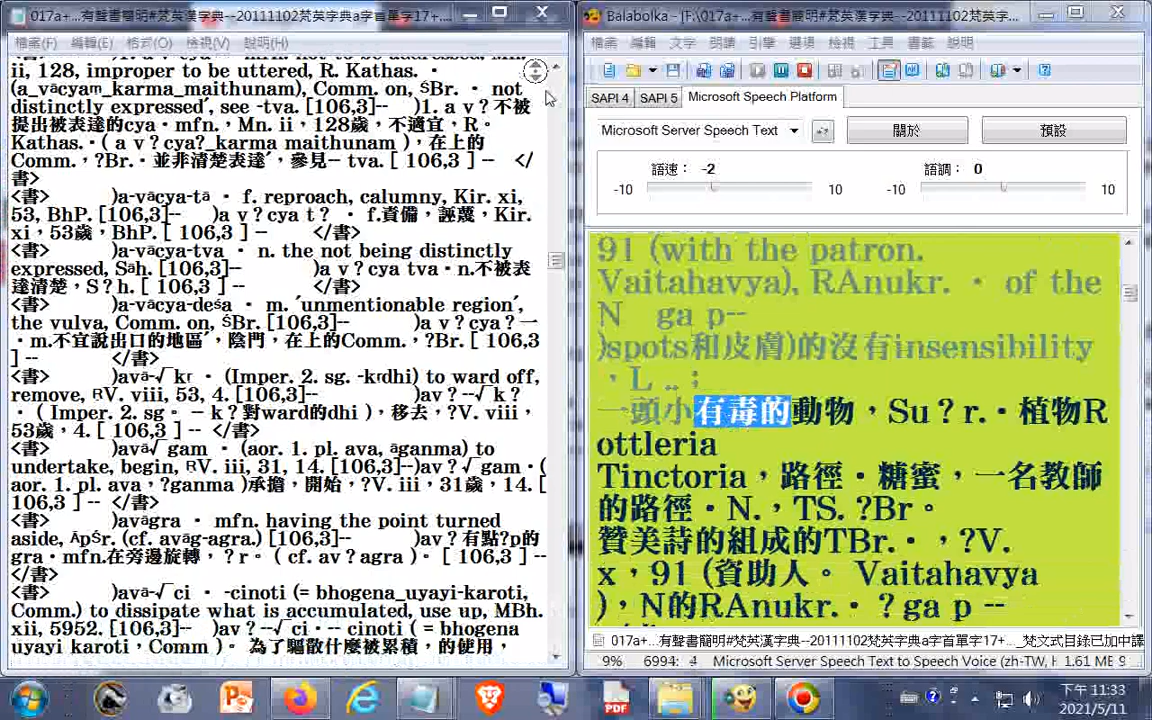 017a+...有聲書簡明#梵英漢字典--20111102梵英字典a字首單字17+...
檔案(F) 編輯(E) 格式(O) 檢視(V) 說明(H)
ii, 128, improper to be uttered, R. Kathas. •
(a_vācyaṃ_karma_maithunam), Comm. on, ŚBr. • not
distinctly expressed', see -tva. [106,3]-- )1. a v？不被
提出被表達的cya•mfn.，Mn. ii，128歲，不適宜，R。
Kathas.•( a v？cya?_karma maithunam )，在上的
Comm.，?Br.•並非清楚表達'，參見− tva. [ 106,3 ] -- </
書>
<書> )a-vācya-tā • f. reproach, calumny, Kir. xi,
53, BhP. [106,3]-- )a v？cya t？ • f.責備，誣蔑，Kir.
xi，53歲，BhP. [ 106,3 ] -- </書>
<書> )a-vācya-tva • n. the not being distinctly
expressed, Sāh. [106,3]-- )a v？cya tva•n.不被表
達清楚，S？h. [ 106,3 ] -- </書>
<書> )a-vācya-deśa • m. 'unmentionable region',
the vulva, Comm. on, ŚBr. [106,3]-- )a v？cya？一
•m.不宜說出口的地區'，陰門，在上的Comm.，?Br. [ 106,3
] -- </書>
<書> )avā-√kṛ • (Imper. 2. sg. -kṛdhi) to ward off,
remove, ṚV. viii, 53, 4. [106,3]-- )av？−√k？
•( Imper. 2. sg。−k？對ward的dhi )，移去，?V. viii，
53歲，4. [ 106,3 ] -- </書>
<書> )avā√gam • (aor. 1. pl. ava, āganma) to
undertake, begin, ṚV. iii, 31, 14. [106,3]--)av？√gam•(
aor. 1. pl. ava，?ganma )承擔，開始，?V. iii，31歲，14. [
106,3 ] -- </書>
<書> )avāgra • mfn. having the point turned
aside, ĀpŚr. (cf. avāg-agra.) [106,3]-- )av？有點?p的
gra•mfn.在旁邊旋轉，?r。( cf. av？agra )。[ 106,3 ] --
</書>
<書> )avā-√ci • -cinoti (= bhogena_uyayi-karoti,
Comm.) to dissipate what is accumulated, use up, MBh.
xii, 5952. [106,3]-- )av？−√ci•−cinoti ( = bhogena
uyayi karoti，Comm )。為了驅散什麼被累積，的使用，
Balabolka - [F:\017a+...有聲書簡明#梵英漢字典--20111102梵英字...
檔案 編輯 文字 朗讀 引擎 選項 檢視 工具 書籤 說明
SAPI 4 SAPI 5 Microsoft Speech Platform
Microsoft Server Speech Text 關於 預設
語速： -2 語調： 0
-10 10 -10 10
91 (with the patron.
Vaitahavya), RAnukr. • of the
N ga p--
)spots和皮膚)的沒有insensibility
，L ..；
一頭小有毒的動物，Su？r.•植物R
ottleria
Tinctoria，路徑•糖蜜，一名教師
的路徑•N.，TS. ?Br。
贊美詩的組成的TBr.•，?V.
x，91 (資助人。 Vaitahavya
)，N的RAnukr.•？ga p --
017a+...有聲書簡明#梵英漢字典--20111102梵英字典a字首單字17+..._梵文式目錄已加中譯
9% 6994: 4 Microsoft Server Speech Text to Speech Voice (zh-TW, H 1.61 MB 9
下午 11:33
2021/5/11